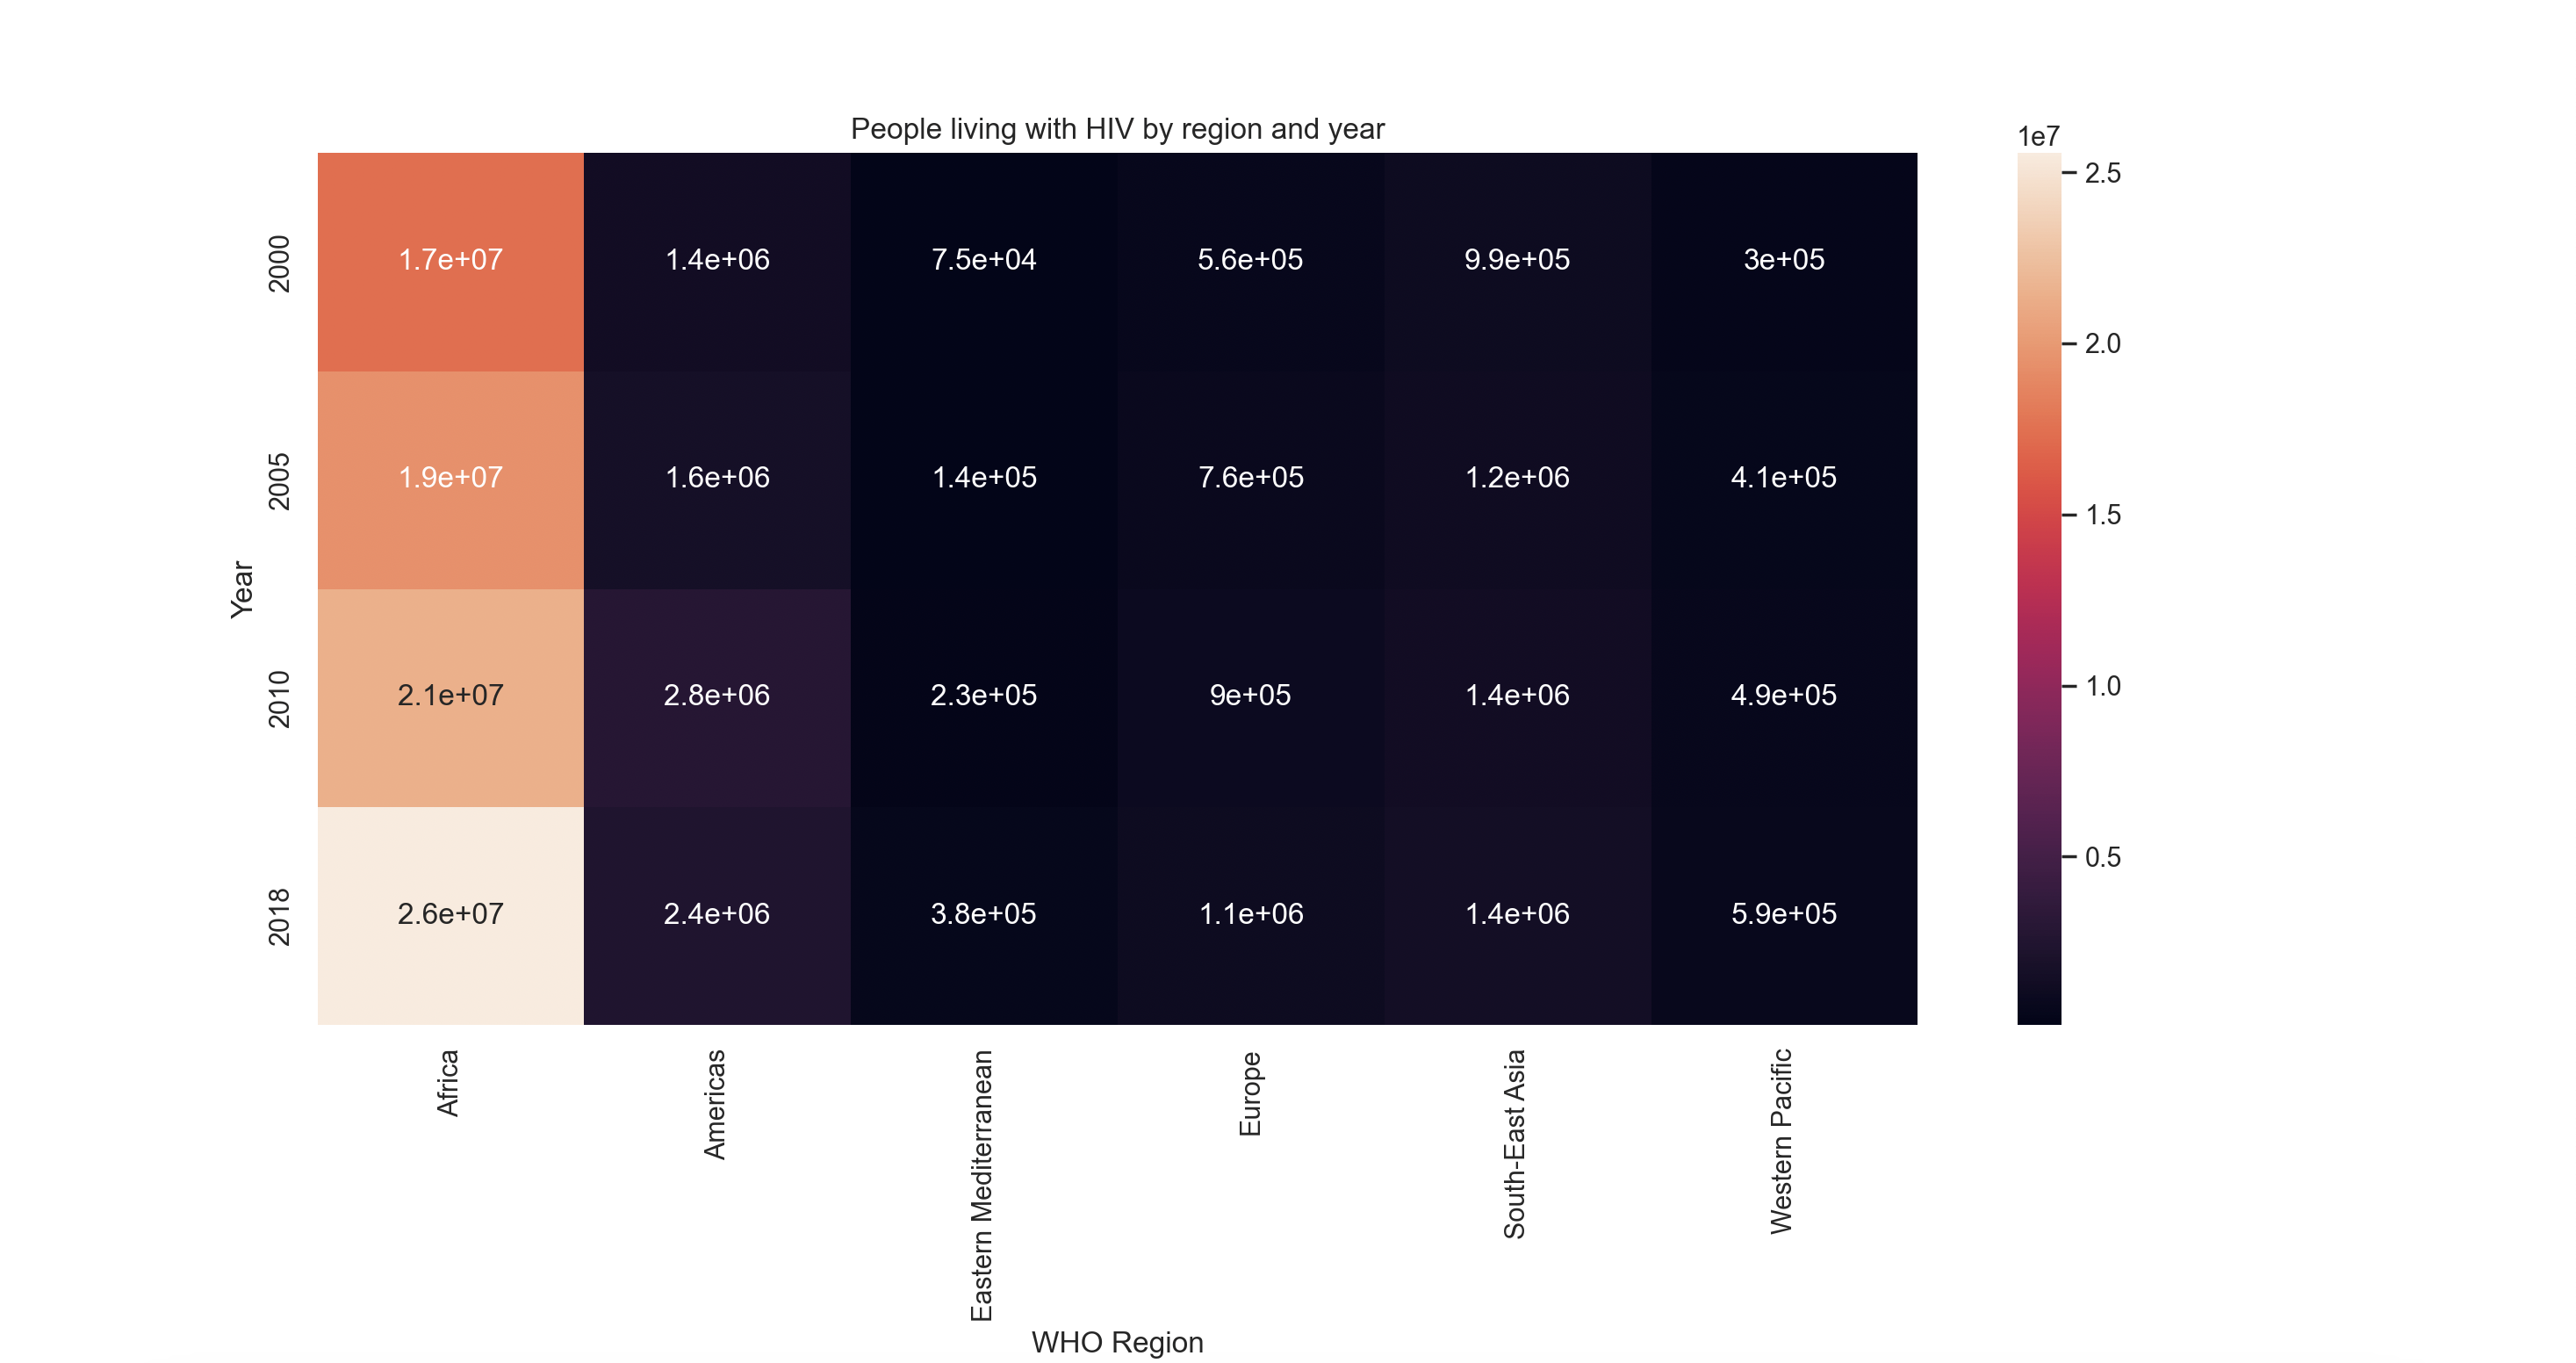 People living with HIV by region and year
1e7
2.5
2.0
1.5
1.0
0.5
Year
2000
1.7e+07 1.4e+06 7.5e+04 5.6e+05 9.9e+05 3e+05
2005
1.9e+07 1.6e+06 1.4e+05 7.6e+05 1.2e+06 4.1e+05
2010
2.1e+07 2.8e+06 2.3e+05 9e+05 1.4e+06 4.9e+05
2018
2.6e+07 2.4e+06 3.8e+05 1.1e+06 1.4e+06 5.9e+05
Africa
Americas
Eastern Mediterranean
Europe
South-East Asia
Western Pacific
WHO Region